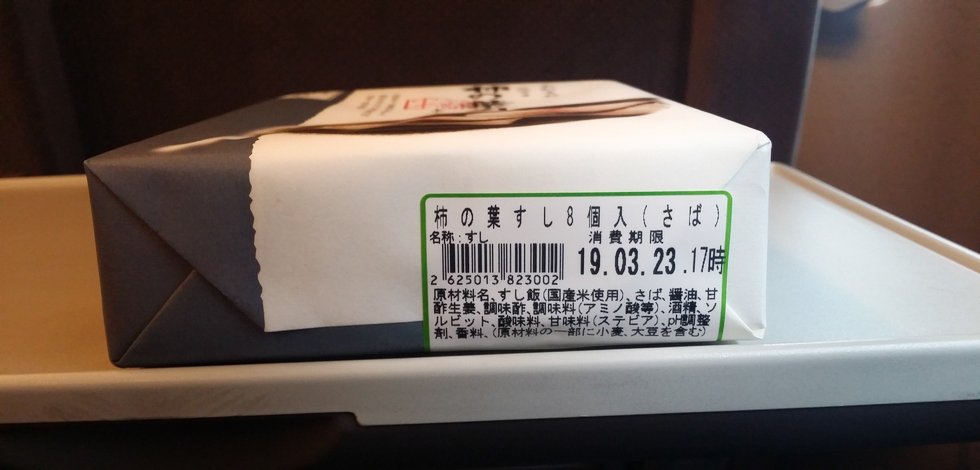 柿の葉すし8個入(さば)
名称:すし 消費期限
19.03.23.17時
2 625013 823002
原材料名、すし飯(国産米使用)、さば、醤油、甘
酢生姜、調味酢、調味料(アミノ酸等)、酒精、ソ
ルビット、酸味料、甘味料(ステビア)、pH調整
剤、香料、(原材料の一部に小麦、大豆を含む)